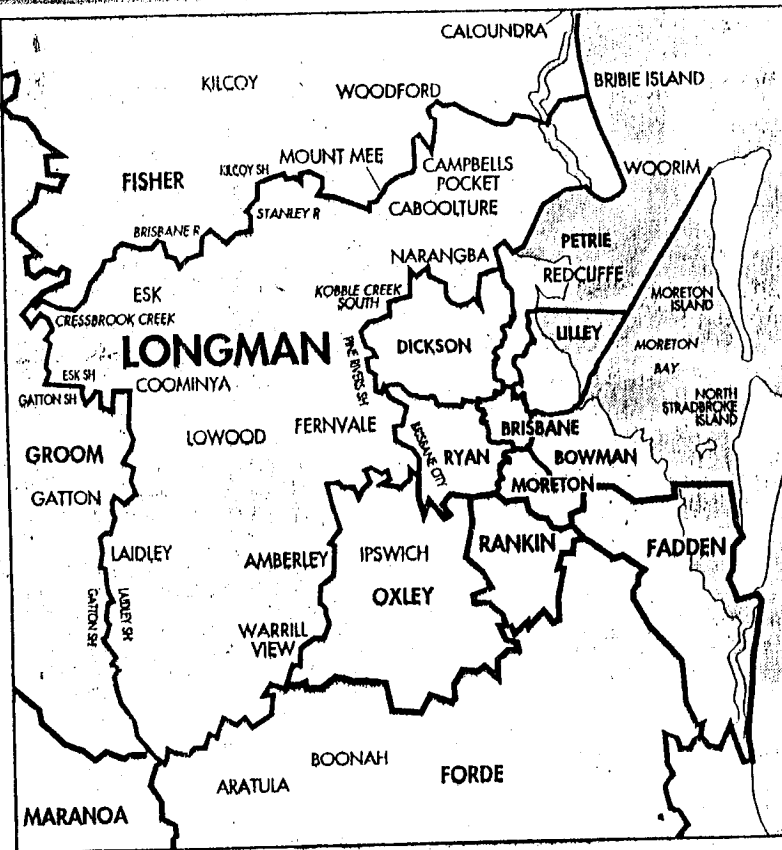 CALOUNDRA
KILCOY
WOODFORD
BRIBIE ISLAND
MOUNT MEE
CAMPBELLS
POCKET
WOORIM
FISHER
KILCOY SH
CABOOLTURE
STANLEY R
BRISBANE R
PETRIE
NARANGBA
REDCLIFFE
ESK
KOBBLE CREEK
SOUTH
MORETON
ISLAND
CRESSBROOK CREEK
LONGMAN
DICKSON
LILLEY
MORETON
BAY
PINE RIVERS SH
ESK SH
COOMINYA
GATTON SH
NORTH
STRADBROKE
ISLAND
LOWOOD
FERNVALE
BRISBANE CITY
BRISBANE
GROOM
RYAN
BOWMAN
GATTON
MORETON
LAIDLEY
AMBERLEY
IPSWICH
RANKIN
FADDEN
OXLEY
GATTON SH
LAIDLEY SH
WARRILL
VIEW
BOONAH
ARATULA
FORDE
MARANOA